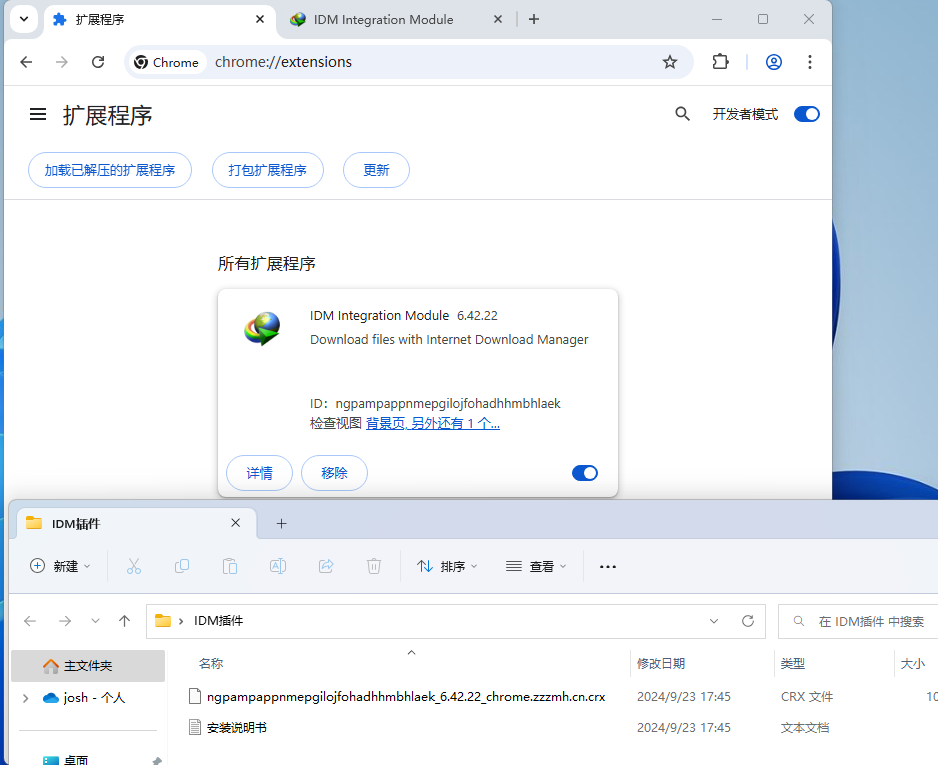 扩展程序
IDM Integration Module
Chrome
chrome://extensions
扩展程序
开发者模式
加载已解压的扩展程序
打包扩展程序
更新
所有扩展程序
IDM Integration Module 6.42.22
Download files with Internet Download Manager
ID：ngpampappnmepgilojfohadhhmbhlaek
检查视图 背景页, 另外还有 1 个...
详情
移除
IDM插件
新建
排序
查看
IDM插件
在 IDM插件 中搜索
主文件夹
josh - 个人
桌面
名称
修改日期
类型
大小
ngpampappnmepgilojfohadhhmbhlaek_6.42.22_chrome.zzzmh.cn.crx
2024/9/23 17:45
CRX 文件
10
安装说明书
2024/9/23 17:45
文本文档